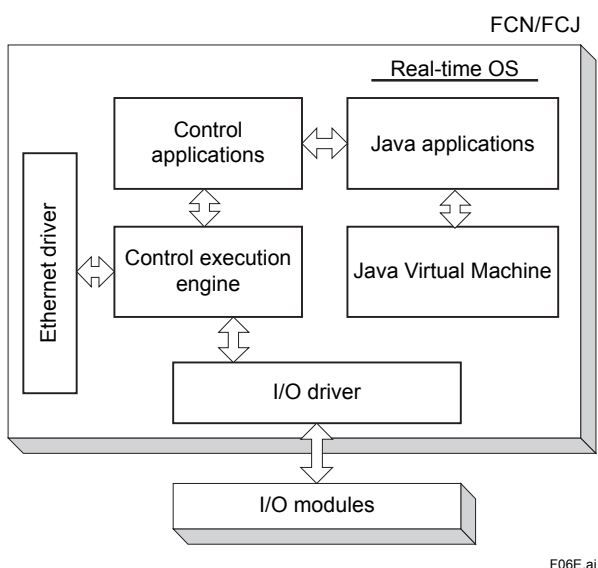 FCN/FCJ
Real-time OS
Control
applications
Java applications
Ethernet driver
Control execution
engine
Java Virtual Machine
I/O driver
I/O modules
F06E.ai